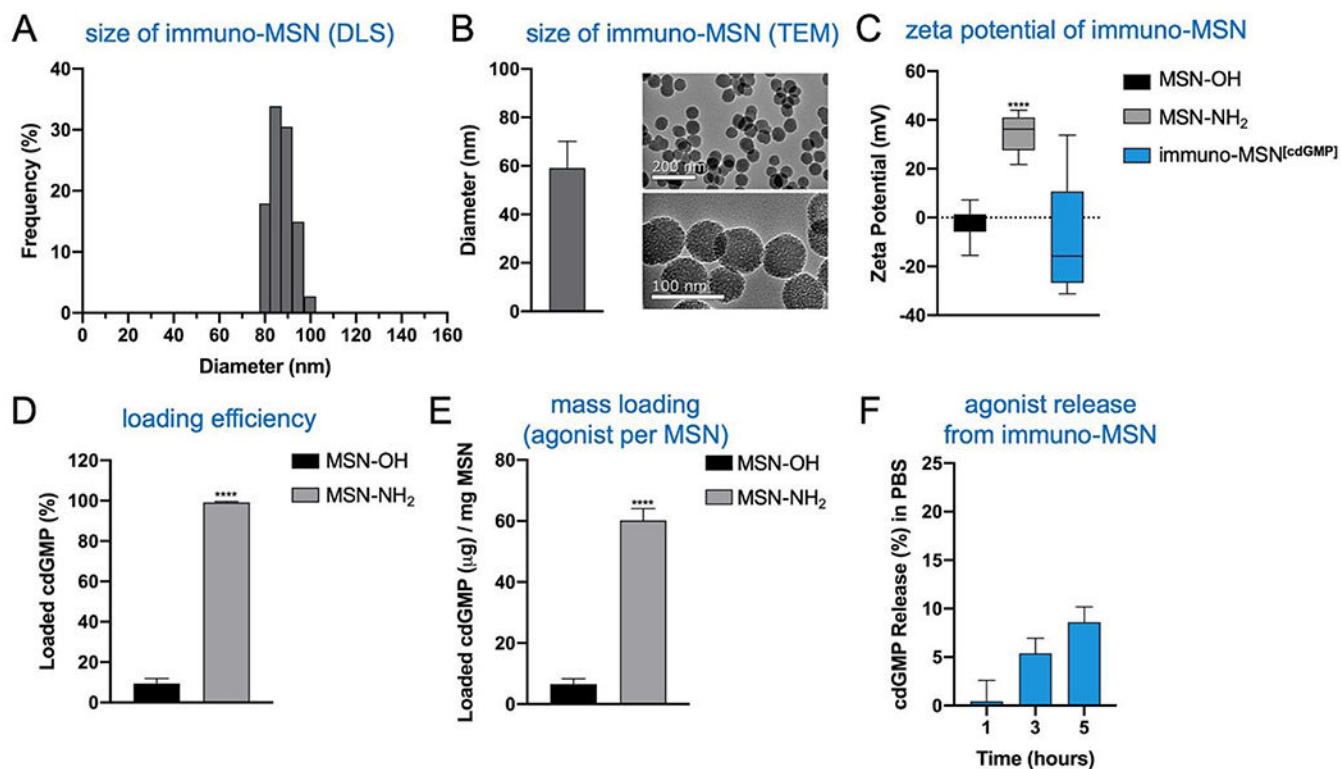 A size of immuno-MSN (DLS)
Frequency (%)
40
30
20
10
0
0 20 40 60 80 100 120 140 160
Diameter (nm)
B size of immuno-MSN (TEM)
Diameter (nm)
100
80
60
40
20
0
200 nm
100 nm
C zeta potential of immuno-MSN
Zeta Potential (mV)
60
40
20
0
-20
-40
****
MSN-OH
MSN-NH₂
immuno-MSN[cdGMP]
D loading efficiency
Loaded cdGMP (%)
120
100
80
60
40
20
0
****
MSN-OH
MSN-NH₂
E mass loading
(agonist per MSN)
Loaded cdGMP (μg) / mg MSN
80
60
40
20
0
****
MSN-OH
MSN-NH₂
F agonist release
from immuno-MSN
cdGMP Release (%) in PBS
25
20
15
10
5
0
1 3 5
Time (hours)